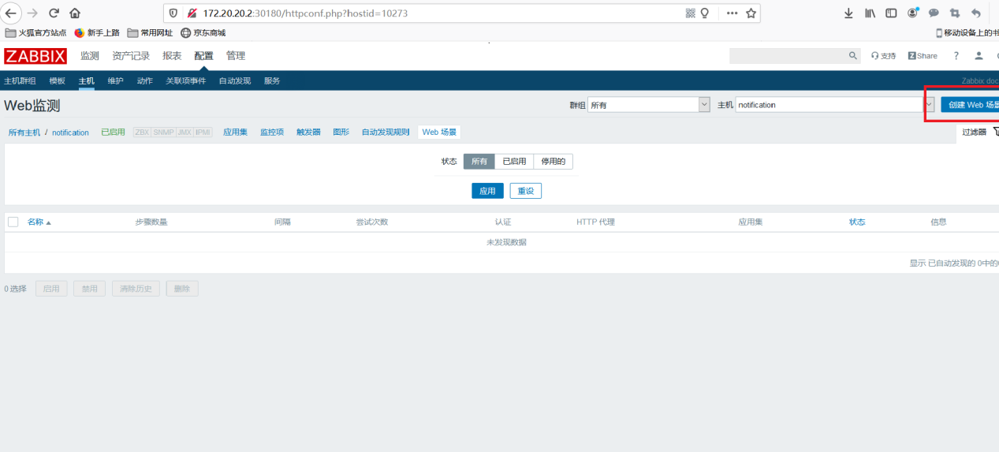 172.20.20.2:30180/httpconf.php?hostid=10273
火狐官方站点 新手上路 常用网址 京东商城 移动设备上的书
ZABBIX 监测 资产记录 报表 配置 管理 支持 Share ?
主机群组 模板 主机 维护 动作 关联项事件 自动发现 服务 Zabbix doc
Web监测 群组 所有 主机 notification 创建 Web 场景
所有主机 / notification 已启用 ZBX SNMP JMX IPMI 应用集 监控项 触发器 图形 自动发现规则 Web 场景 过滤器
状态 所有 已启用 停用的
应用 重设
名称 步骤数量 间隔 尝试次数 认证 HTTP 代理 应用集 状态 信息
未发现数据
显示 已自动发现的 0中的0
0 选择 启用 禁用 清除历史 删除